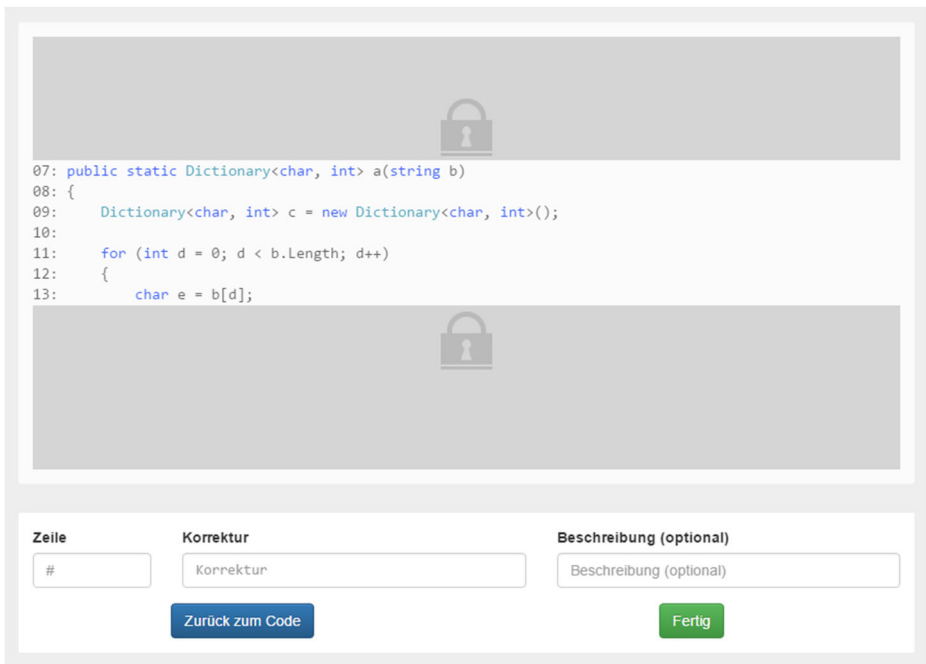 07: public static Dictionary<char, int> a(string b)
08: {
09:     Dictionary<char, int> c = new Dictionary<char, int>();
10:
11:     for (int d = 0; d < b.Length; d++)
12:     {
13:         char e = b[d];
Zeile Korrektur Beschreibung (optional)
# Korrektur Beschreibung (optional)
Zurück zum Code Fertig